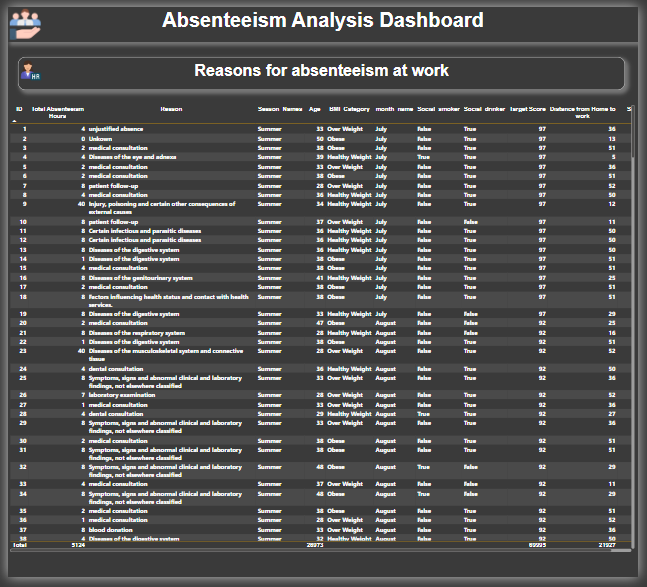 Absenteeism Analysis Dashboard
HR
Reasons for absenteeism at work
ID Total Absenteeism Hours Reason Season_Names Age BMI_Category month_name Social_smoker Social_drinker Target Score Distance from Home to work S
1 4 unjustified absence Summer 33 Over Weight July False True 97 36
2 0 Unkown Summer 50 Obese July False True 97 13
3 2 medical consultation Summer 38 Obese July False True 97 51
4 4 Diseases of the eye and adnexa Summer 39 Healthy Weight July True True 97 5
5 2 medical consultation Summer 33 Over Weight July False True 97 36
6 2 medical consultation Summer 38 Obese July False True 97 51
7 8 patient follow-up Summer 28 Over Weight July False True 97 52
8 4 medical consultation Summer 36 Healthy Weight July False True 97 50
9 40 Injury, poisoning and certain other consequences of external causes Summer 34 Healthy Weight July False True 97 12
10 8 patient follow-up Summer 37 Over Weight July False False 97 11
11 8 Certain infectious and parasitic diseases Summer 36 Healthy Weight July False True 97 50
12 8 Certain infectious and parasitic diseases Summer 36 Healthy Weight July False True 97 50
13 8 Diseases of the digestive system Summer 36 Healthy Weight July False True 97 50
14 1 Diseases of the digestive system Summer 38 Obese July False True 97 51
15 4 medical consultation Summer 38 Obese July False True 97 51
16 8 Diseases of the genitourinary system Summer 41 Healthy Weight July False True 97 25
17 2 medical consultation Summer 38 Obese July False True 97 51
18 8 Factors influencing health status and contact with health services. Summer 38 Obese July False True 97 51
19 8 Diseases of the digestive system Summer 33 Healthy Weight July False False 97 29
20 2 medical consultation Summer 47 Obese August False False 92 25
21 8 Diseases of the respiratory system Summer 28 Healthy Weight August False False 92 16
22 1 Diseases of the digestive system Summer 38 Obese August False True 92 51
23 40 Diseases of the musculoskeletal system and connective tissue Summer 28 Over Weight August False True 92 52
24 4 dental consultation Summer 36 Healthy Weight August False True 92 50
25 8 Symptoms, signs and abnormal clinical and laboratory findings, not elsewhere classified Summer 33 Over Weight August False True 92 36
26 7 laboratory examination Summer 28 Over Weight August False True 92 52
27 1 medical consultation Summer 33 Over Weight August False True 92 36
28 4 dental consultation Summer 29 Healthy Weight August True True 92 27
29 8 Symptoms, signs and abnormal clinical and laboratory findings, not elsewhere classified Summer 33 Over Weight August False True 92 36
30 2 medical consultation Summer 38 Obese August False True 92 51
31 8 Symptoms, signs and abnormal clinical and laboratory findings, not elsewhere classified Summer 38 Obese August False True 92 51
32 8 Symptoms, signs and abnormal clinical and laboratory findings, not elsewhere classified Summer 48 Obese August True False 92 29
33 4 medical consultation Summer 37 Over Weight August False False 92 11
34 8 Symptoms, signs and abnormal clinical and laboratory findings, not elsewhere classified Summer 48 Obese August True False 92 29
35 2 medical consultation Summer 38 Obese August False True 92 51
36 1 medical consultation Summer 28 Over Weight August False True 92 52
37 8 blood donation Summer 33 Over Weight August False True 92 36
38 4 Diseases of the digestive system Summer 32 Healthy Weight August False True 92 50
Total 5124 26973 69995 21927